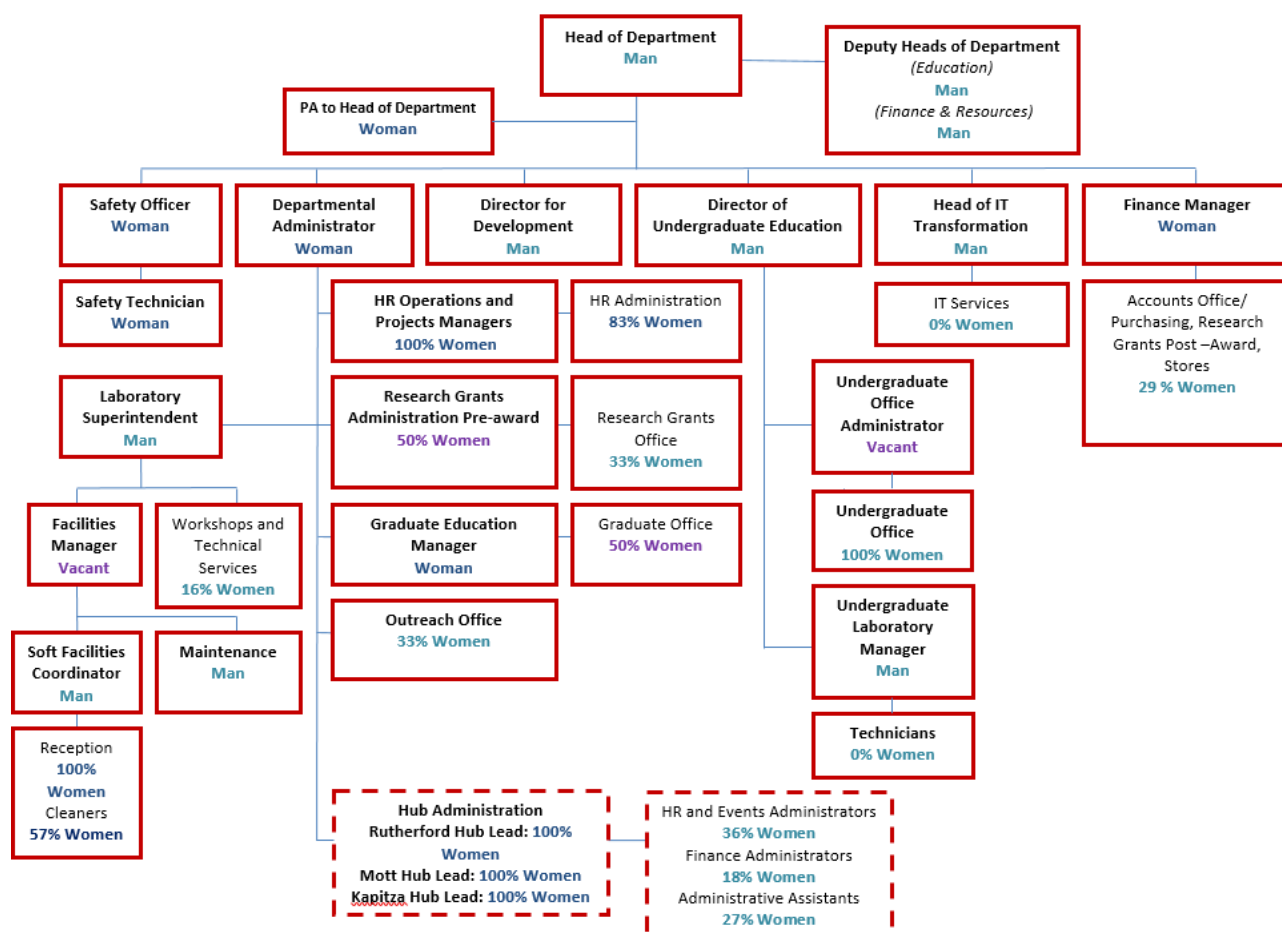 Head of Department
Man
Deputy Heads of Department
(Education)
Man
(Finance & Resources)
Man
PA to Head of Department
Woman
Safety Officer
Woman
Departmental
Administrator
Woman
Director for
Development
Man
Director of
Undergraduate Education
Man
Head of IT
Transformation
Man
Finance Manager
Woman
Safety Technician
Woman
HR Operations and
Projects Managers
100% Women
HR Administration
83% Women
IT Services
0% Women
Accounts Office/
Purchasing, Research
Grants Post –Award,
Stores
29 % Women
Laboratory
Superintendent
Man
Research Grants
Administration Pre-award
50% Women
Research Grants
Office
33% Women
Undergraduate
Office
Administrator
Vacant
Facilities
Manager
Vacant
Workshops and
Technical
Services
16% Women
Graduate Education
Manager
Woman
Graduate Office
50% Women
Undergraduate
Office
100% Women
Outreach Office
33% Women
Undergraduate
Laboratory
Manager
Man
Soft Facilities
Coordinator
Man
Maintenance
Man
Technicians
0% Women
Reception
100%
Women
Cleaners
57% Women
Hub Administration
Rutherford Hub Lead: 100%
Women
Mott Hub Lead: 100% Women
Kapitza Hub Lead: 100% Women
HR and Events Administrators
36% Women
Finance Administrators
18% Women
Administrative Assistants
27% Women